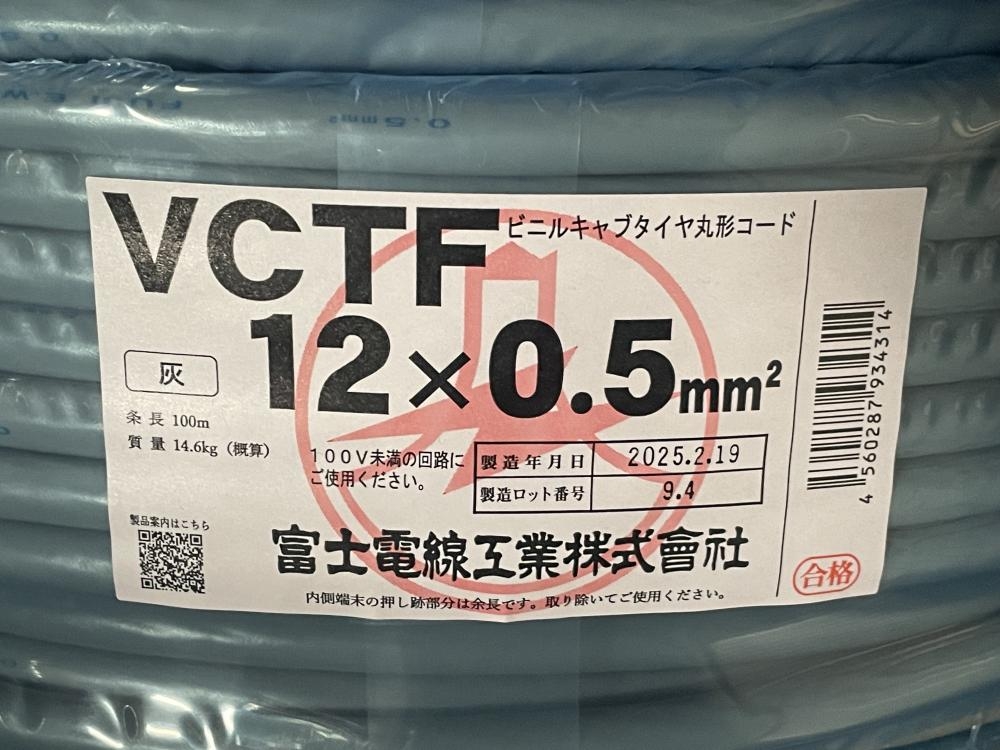 0.5
FUJI E.W
0.5mm²
VCTF
ビニルキャブタイヤ丸形コード
12×0.5mm²
灰
条長 100m
質量 14.6kg（概算）
100V未満の回路に
ご使用ください。
製造年月日 2025.2.19
製造ロット番号 9.4
製品案内はこちら
富士電線工業株式會社
内側端末の押し跡部分は余長です。取り除いてご使用ください。
4 560287 934314
合格